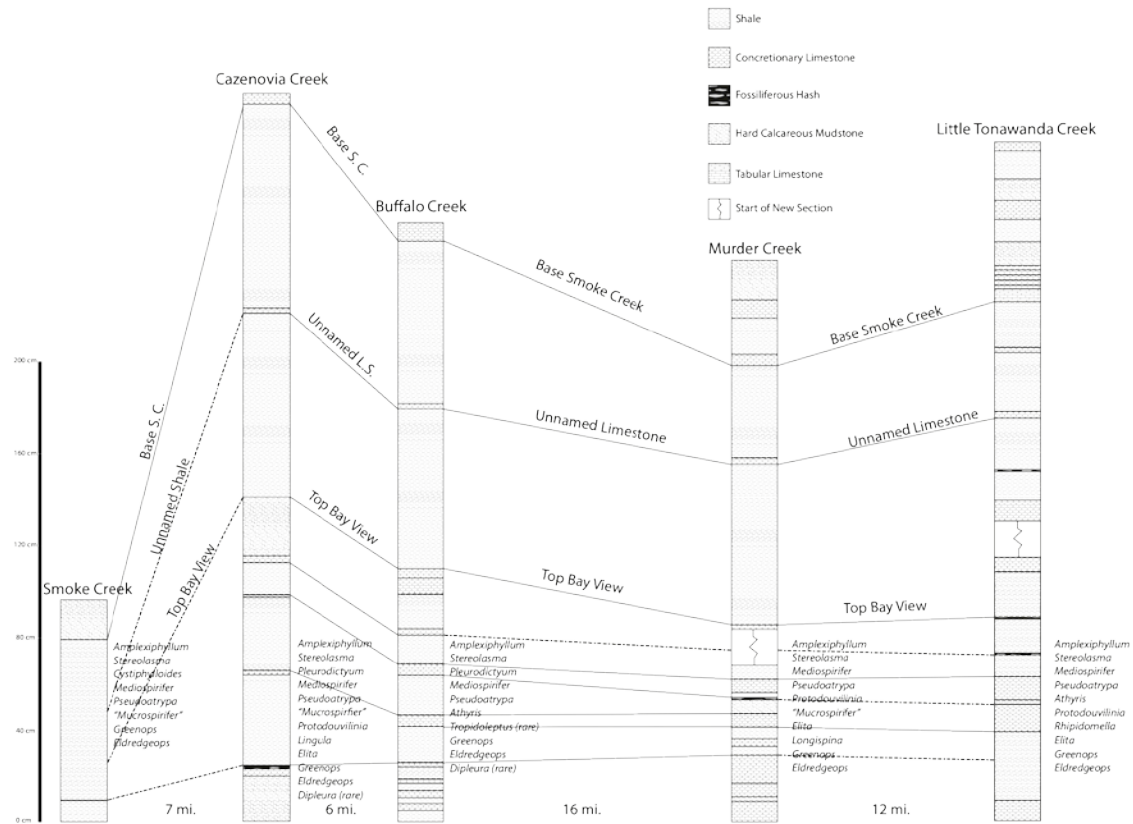 Shale
Concretionary Limestone
Fossiliferous Hash
Hard Calcareous Mudstone
Tabular Limestone
Start of New Section
Cazenovia Creek
Little Tonawanda Creek
Buffalo Creek
Murder Creek
Smoke Creek
Base S. C.
Base S. C.
Base Smoke Creek
Base Smoke Creek
Unnamed Shale
Unnamed L.S.
Unnamed Limestone
Unnamed Limestone
Top Bay View
Top Bay View
Top Bay View
Top Bay View
200 cm
160 cm
120 cm
80 cm
40 cm
0 cm
Amplexiphyllum
Stereolasma
Cystiphylloides
Mediospirifer
Pseudoatrypa
"Mucrospirifer"
Greenops
Eldredgeops
Amplexiphyllum
Stereolasma
Pleurodictyum
Mediospirifer
Pseudoatrypa
"Mucrospirfier"
Protodouvilinia
Lingula
Elita
Greenops
Eldredgeops
Dipleura (rare)
Amplexiphyllum
Stereolasma
Pleurodictyum
Mediospirifer
Pseudoatrypa
Athyris
Tropidoleptus (rare)
Greenops
Eldredgeops
Dipleura (rare)
Amplexiphyllum
Stereolasma
Mediospirifer
Pseudoatrypa
Protodouvilinia
"Mucrospirifer"
Elita
Longispina
Greenops
Eldredgeops
Amplexiphyllum
Stereolasma
Mediospirifer
Pseudoatrypa
Athyris
Protodouvilinia
Rhipidomella
Elita
Greenops
Eldredgeops
7 mi.
6 mi.
16 mi.
12 mi.